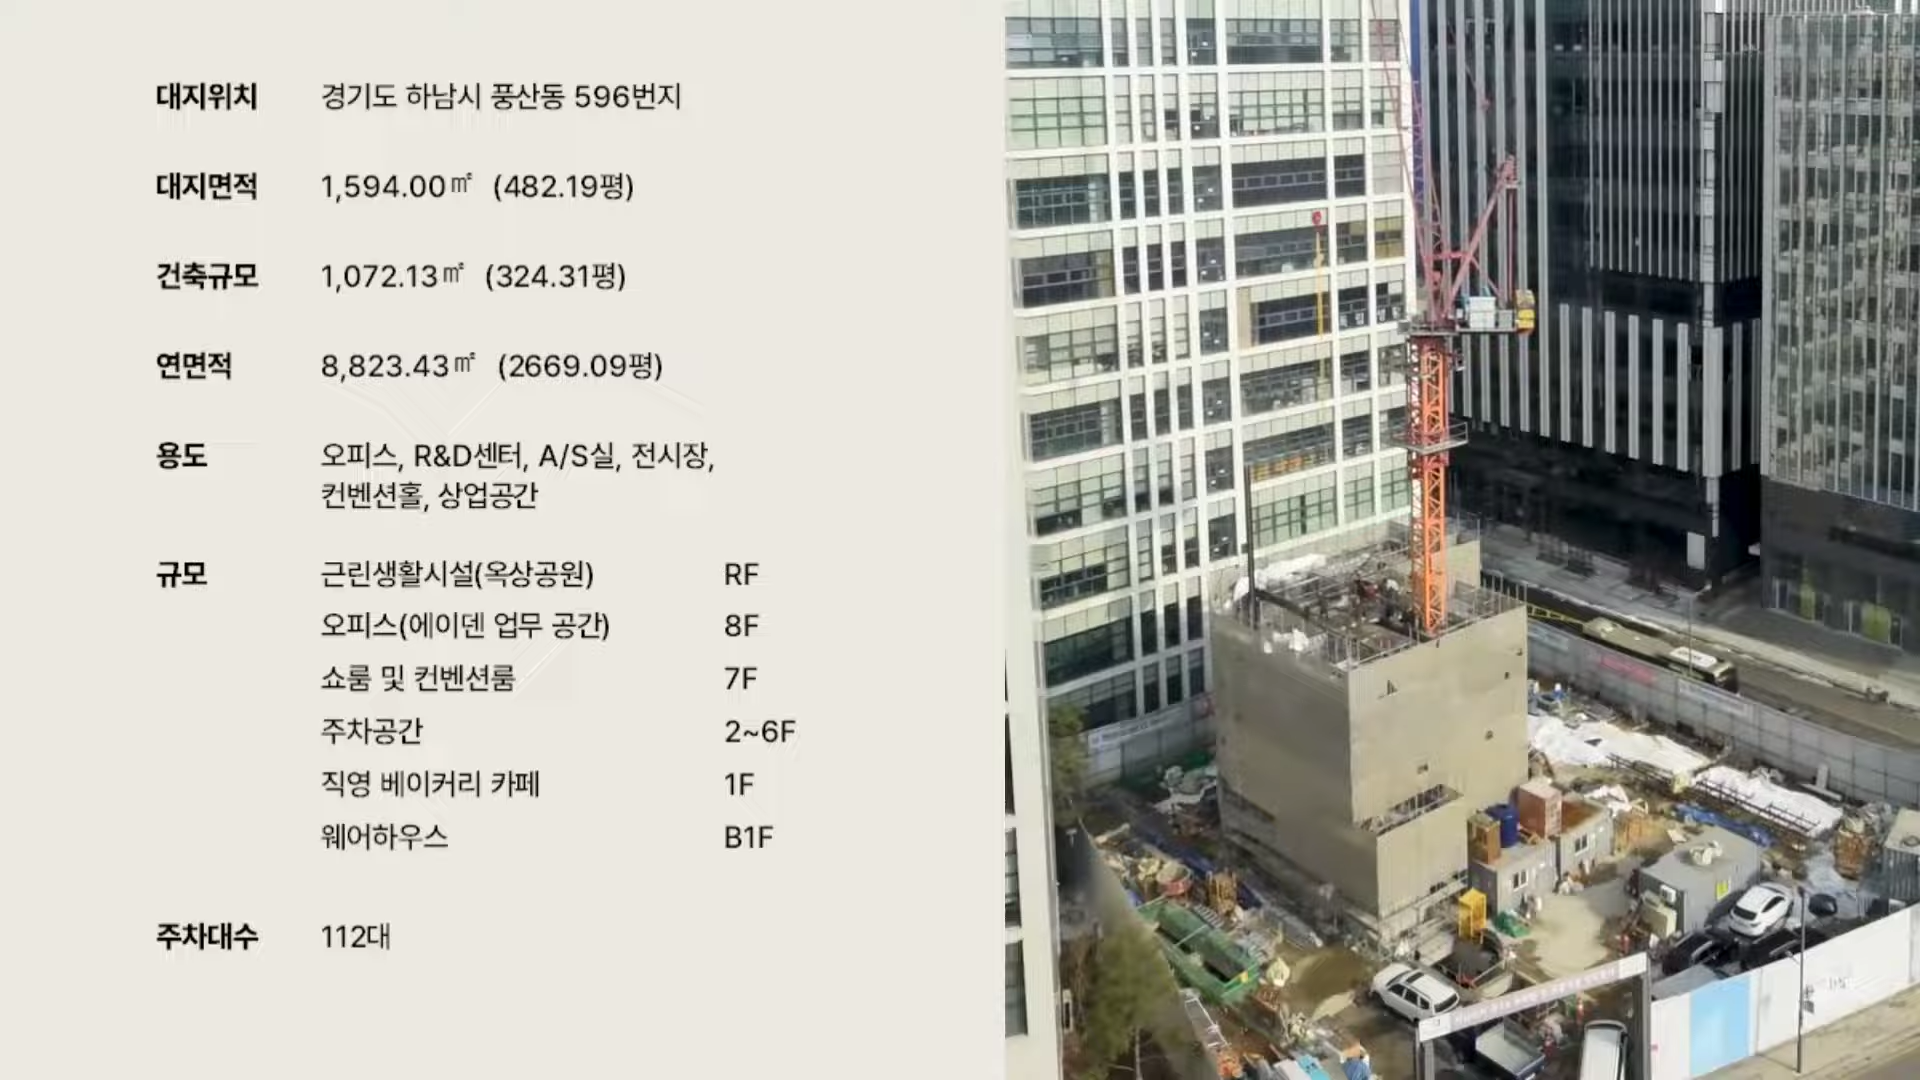 대지위치 경기도 하남시 풍산동 596번지
대지면적 1,594.00㎡ (482.19평)
건축규모 1,072.13㎡ (324.31평)
연면적 8,823.43㎡ (2669.09평)
용도 오피스, R&D센터, A/S실, 전시장,
컨벤션홀, 상업공간
규모 근린생활시설(옥상공원) RF
오피스(에이덴 업무 공간) 8F
쇼룸 및 컨벤션룸 7F
주차공간 2~6F
직영 베이커리 카페 1F
웨어하우스 B1F
주차대수 112대